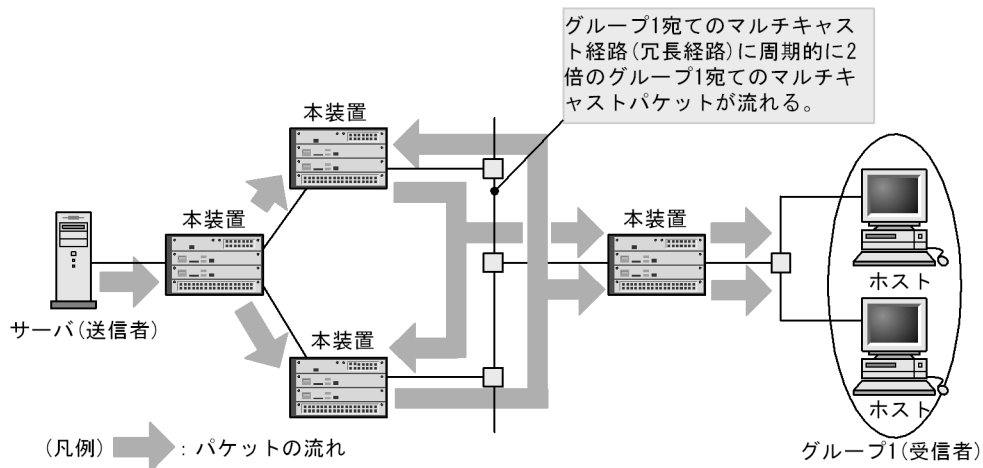 グループ1宛てのマルチキャス
ト経路(冗長経路)に周期的に2
倍のグループ1宛てのマルチキ
ャストパケットが流れる。
本装置
本装置
本装置
サーバ(送信者)
本装置
ホスト
ホスト
グループ1(受信者)
(凡例)
:パケットの流れ